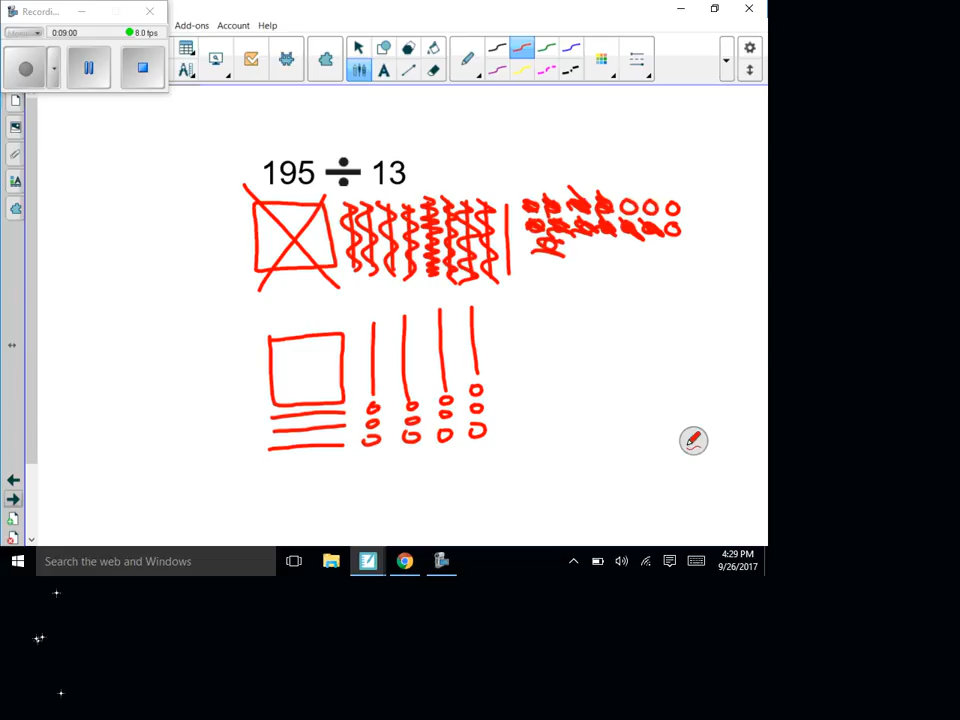 Recordi...
Menus
0:09:00
8.0 fps
Add-ons Account Help
195 ÷ 13
Search the web and Windows
4:29 PM
9/26/2017